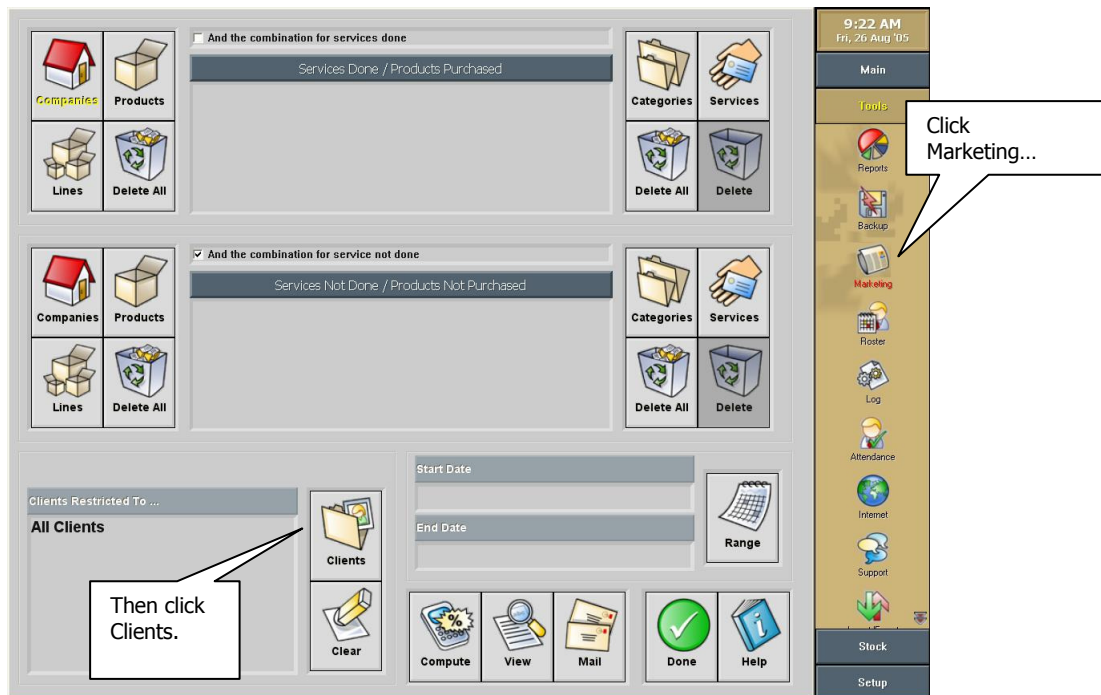 And the combination for services done
Services Done / Products Purchased
Companies
Products
Lines
Delete All
Categories
Services
Delete All
Delete
And the combination for service not done
Services Not Done / Products Not Purchased
Companies
Products
Lines
Delete All
Categories
Services
Delete All
Delete
Clients Restricted To ...
All Clients
Clients
Clear
Then click
Clients.
Start Date
End Date
Range
Compute
View
Mail
Done
Help
9:22 AM
Fri, 26 Aug '05
Main
Tools
Reports
Backup
Marketing
Roster
Log
Attendance
Internet
Support
Stock
Setup
Click
Marketing...